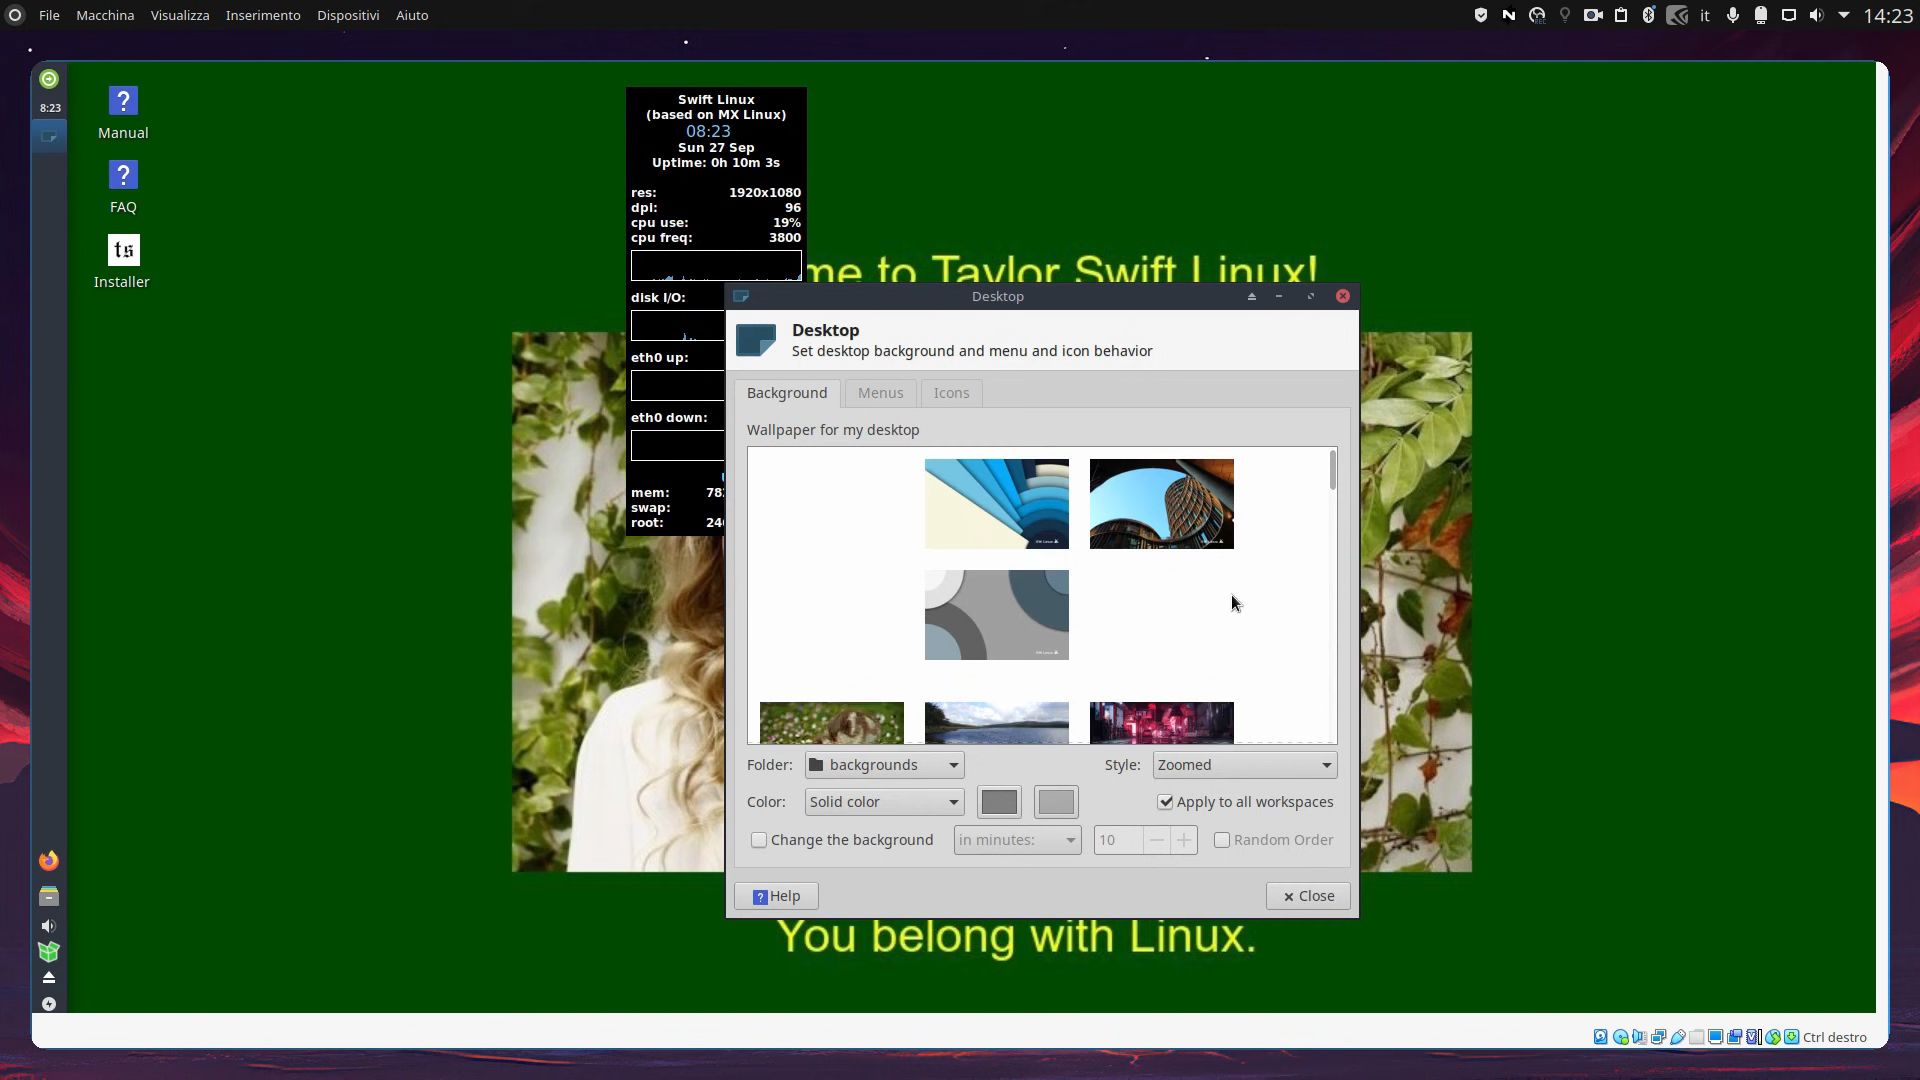 File Macchina Visualizza Inserimento Dispositivi Aiuto
it 14:23
8:23
Manual
FAQ
ts
Installer
Swift Linux
(based on MX Linux)
08:23
Sun 27 Sep
Uptime: 0h 10m 3s
res: 1920x1080
dpi: 96
cpu use: 19%
cpu freq: 3800
disk I/O:
eth0 up:
eth0 down:
mem: 78
swap:
root: 24
me to Taylor Swift Linux!
Desktop
Desktop
Set desktop background and menu and icon behavior
Background Menus Icons
Wallpaper for my desktop
Folder: backgrounds Style: Zoomed
Color: Solid color Apply to all workspaces
Change the background in minutes: 10 Random Order
? Help Close
You belong with Linux.
Ctrl destro